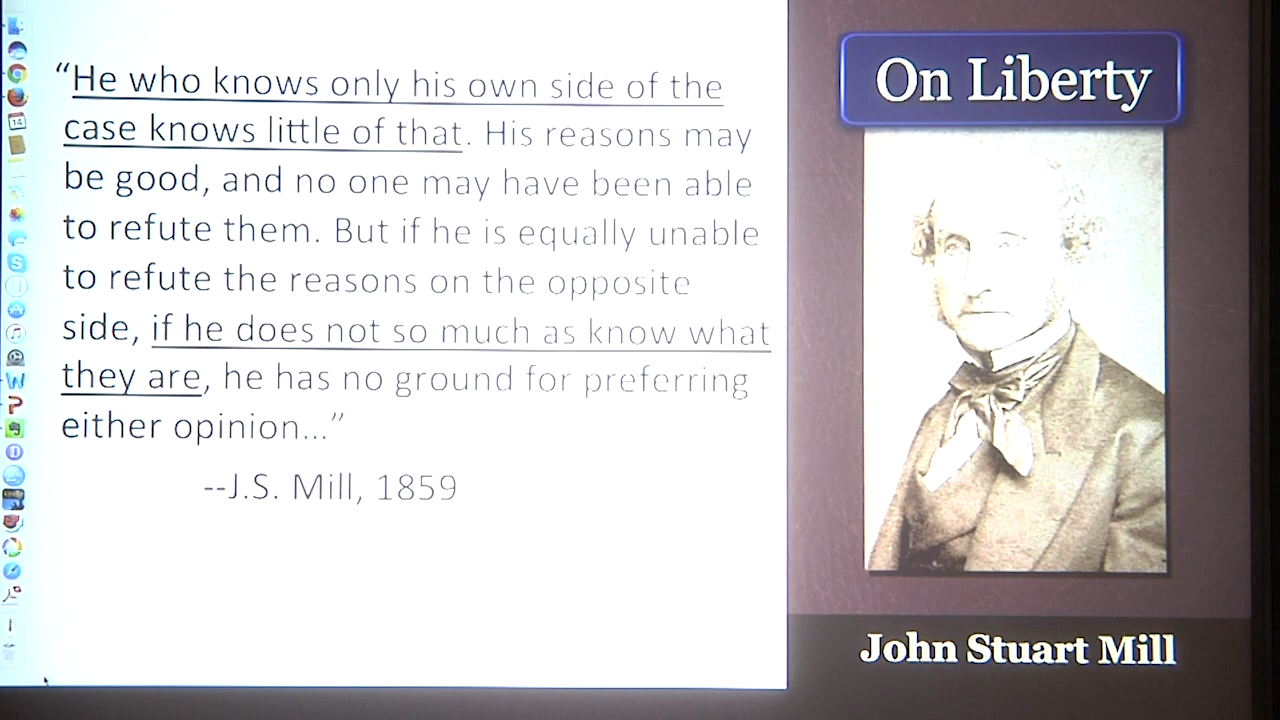 “He who knows only his own side of the
case knows little of that. His reasons may
be good, and no one may have been able
to refute them. But if he is equally unable
to refute the reasons on the opposite
side, if he does not so much as know what
they are, he has no ground for preferring
either opinion…”
--J.S. Mill, 1859
On Liberty
John Stuart Mill